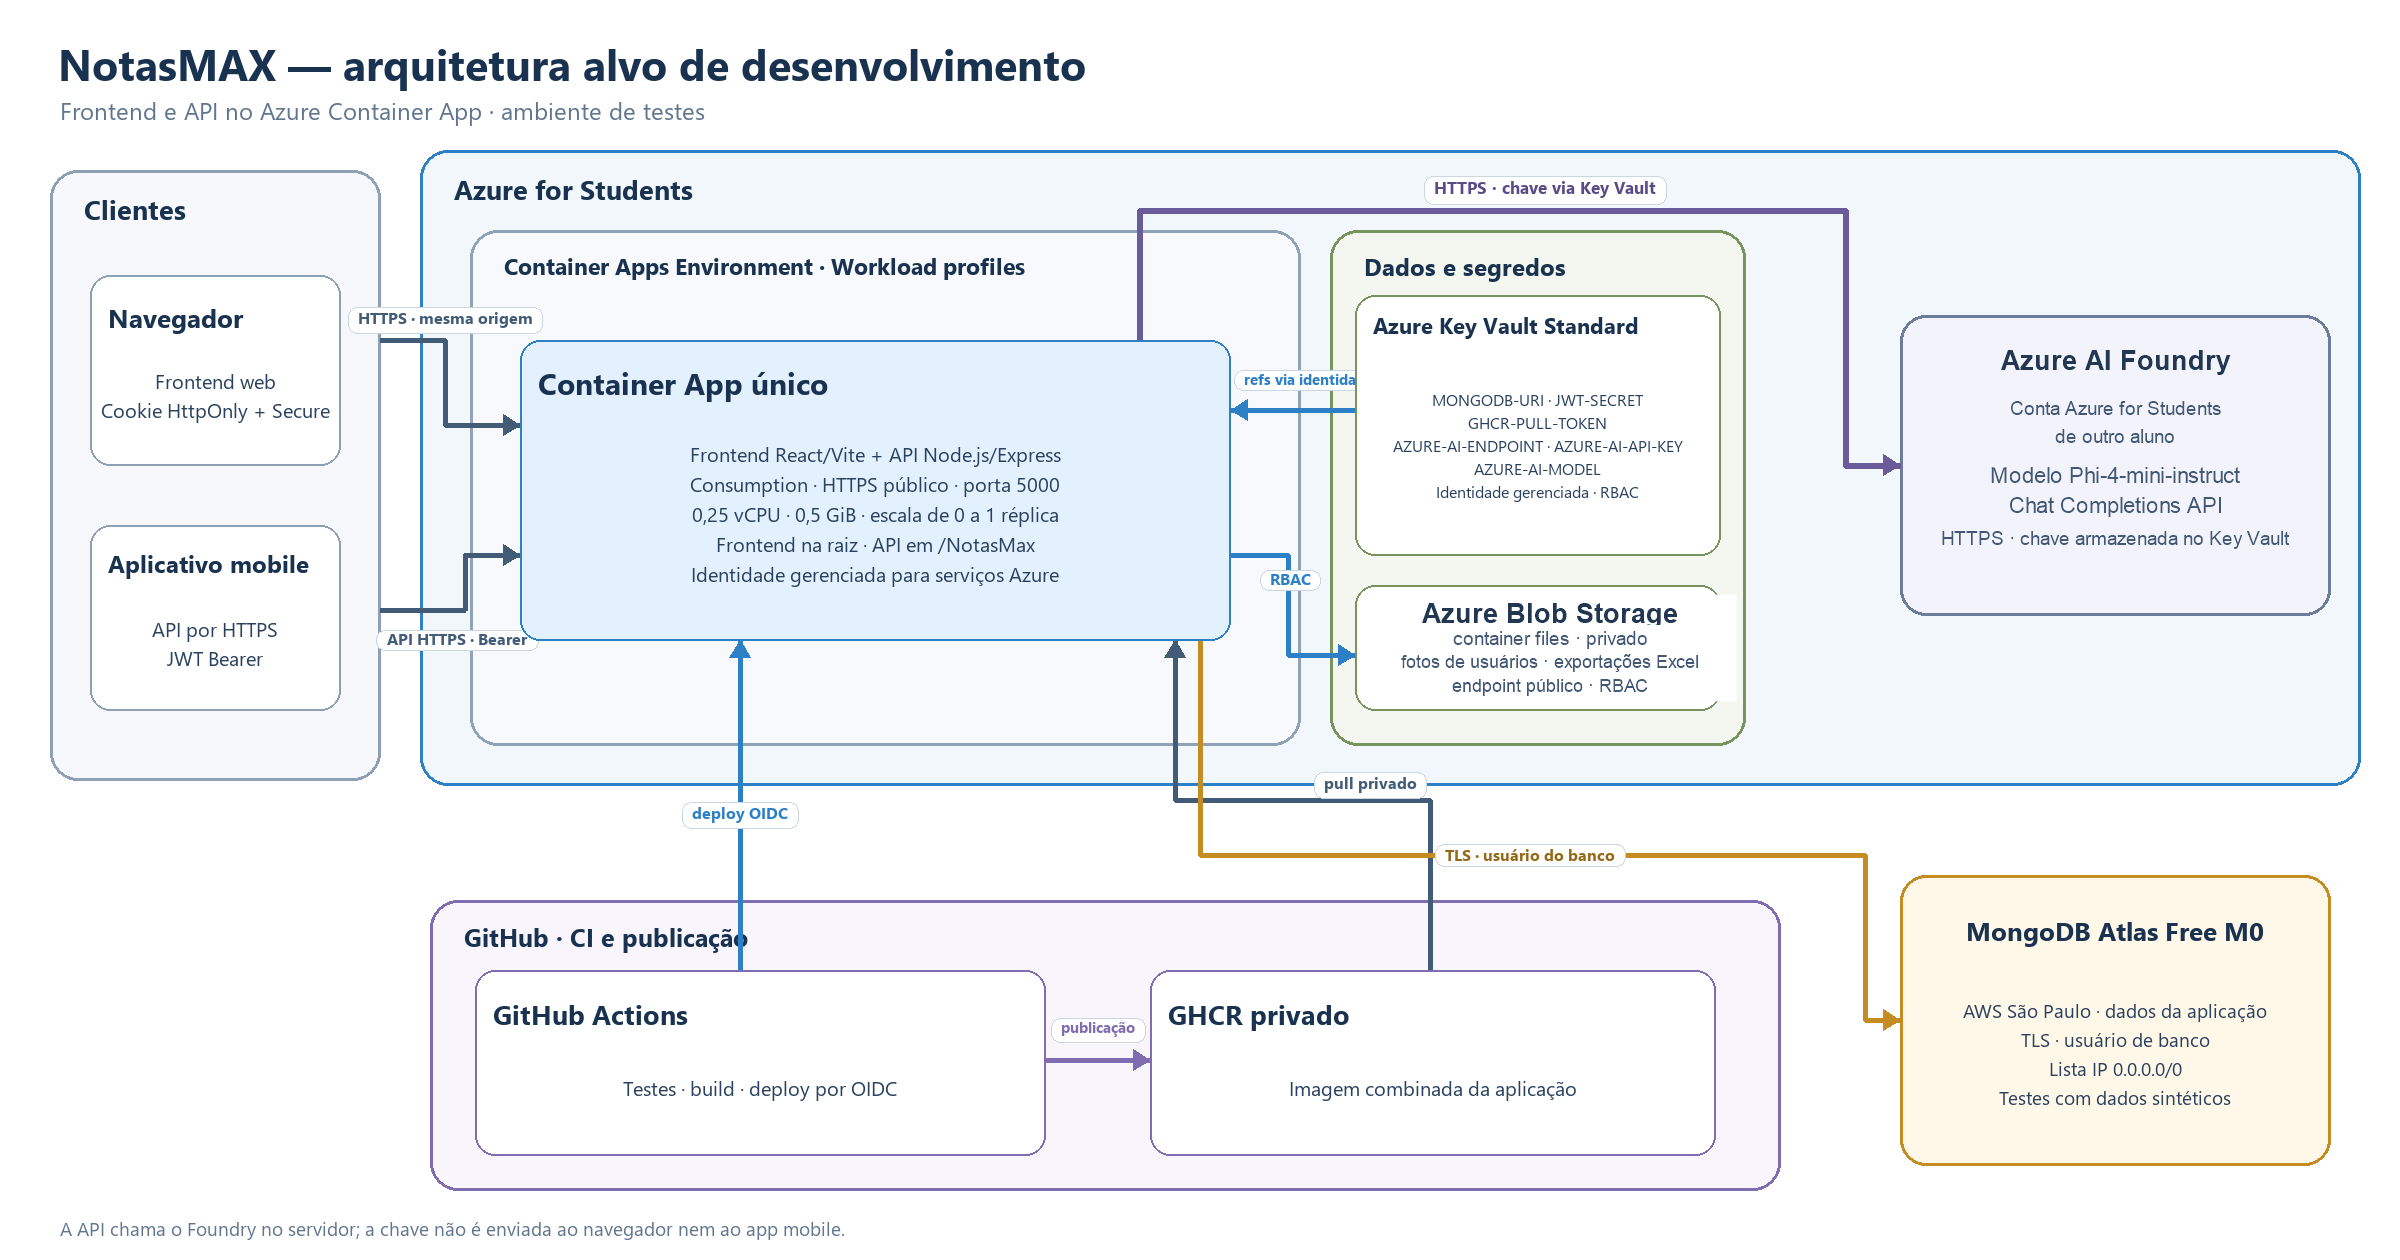 NotasMAX — arquitetura alvo de desenvolvimento
Frontend e API no Azure Container App · ambiente de testes
Clientes
Navegador
Frontend web
Cookie HttpOnly + Secure
Aplicativo mobile
API por HTTPS
JWT Bearer
HTTPS · mesma origem
API HTTPS · Bearer
Azure for Students
Container Apps Environment · Workload profiles
Container App único
Frontend React/Vite + API Node.js/Express
Consumption · HTTPS público · porta 5000
0,25 vCPU · 0,5 GiB · escala de 0 a 1 réplica
Frontend na raiz · API em /NotasMax
Identidade gerenciada para serviços Azure
HTTPS · chave via Key Vault
refs via identida
RBAC
Dados e segredos
Azure Key Vault Standard
MONGODB-URI · JWT-SECRET
GHCR-PULL-TOKEN
AZURE-AI-ENDPOINT · AZURE-AI-API-KEY
AZURE-AI-MODEL
Identidade gerenciada · RBAC
Azure Blob Storage
container files · privado
fotos de usuários · exportações Excel
endpoint público · RBAC
Azure AI Foundry
Conta Azure for Students
de outro aluno
Modelo Phi-4-mini-instruct
Chat Completions API
HTTPS · chave armazenada no Key Vault
pull privado
deploy OIDC
TLS · usuário do banco
GitHub · CI e publicação
GitHub Actions
Testes · build · deploy por OIDC
publicação
GHCR privado
Imagem combinada da aplicação
MongoDB Atlas Free M0
AWS São Paulo · dados da aplicação
TLS · usuário de banco
Lista IP 0.0.0.0/0
Testes com dados sintéticos
A API chama o Foundry no servidor; a chave não é enviada ao navegador nem ao app mobile.